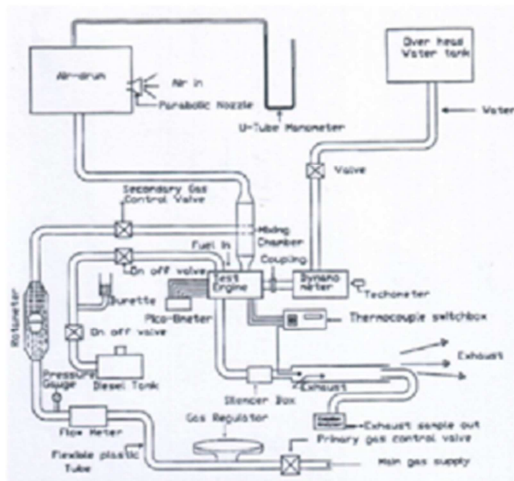 Over head
Water tank
Air-drum
Air in
Parabolic Nozzle
Water
U-Tube Manometer
Valve
Secondary Gas
Control Valve
Mixing
Chamber
Fuel In
Coupling
On off valve
Test
Engine
Dynamo
meter
Tachometer
Burette
Rotameter
On off valve
Thermocouple switchbox
Pressure
Gauge
Diesel Tank
Exhaust
Exhaust
Silencer Box
Gas Regulator
Exhaust sample out
Flow Meter
Primary gas control valve
Flexible plastic
Tube
Main gas supply